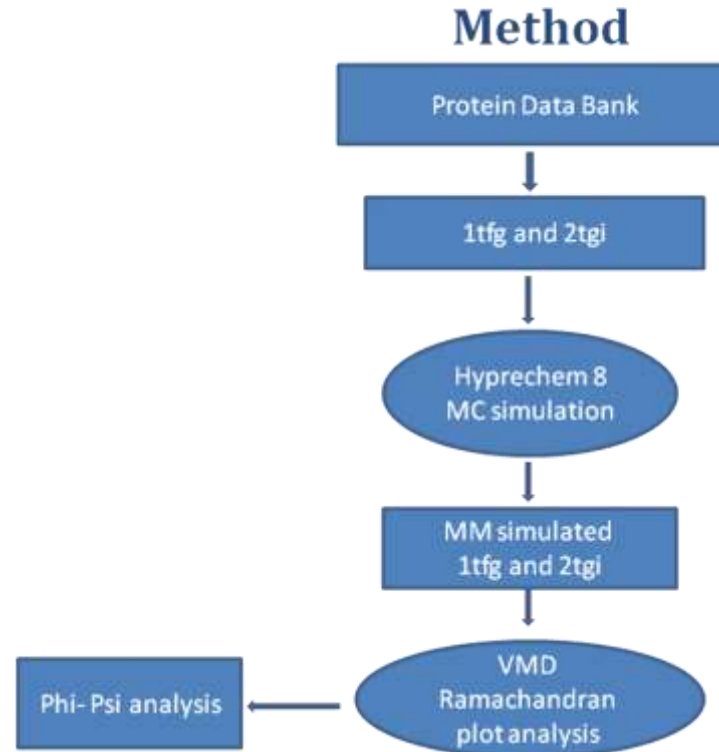 Method
Protein Data Bank
1tfg and 2tgi
Hyprechem 8
MC simulation
MM simulated
1tfg and 2tgi
VMD
Ramachandran
plot analysis
Phi- Psi analysis